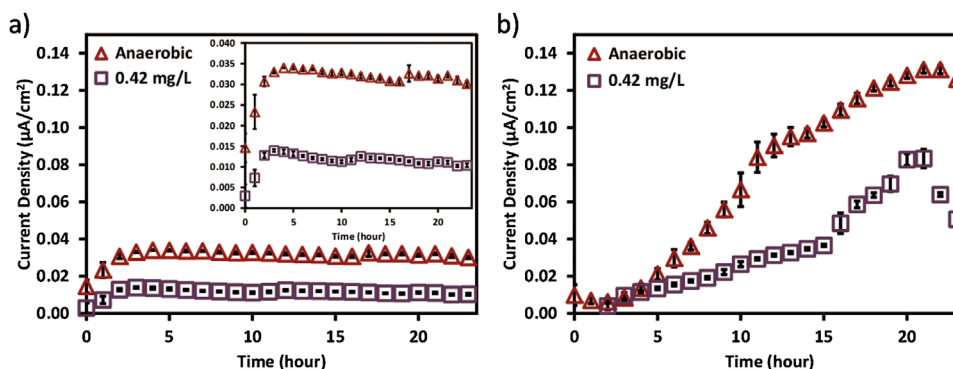 a)
Current Density (µA/cm²)
0.14
0.12
0.10
0.08
0.06
0.04
0.02
0.00
Anaerobic
0.42 mg/L
0.040
0.035
0.030
0.025
0.020
0.015
0.010
0.005
0.000
0 5 10 15 20
Time (hour)
0 5 10 15 20
Time (hour)
b)
Current Density (µA/cm²)
0.14
0.12
0.10
0.08
0.06
0.04
0.02
0.00
Anaerobic
0.42 mg/L
0 5 10 15 20
Time (hour)